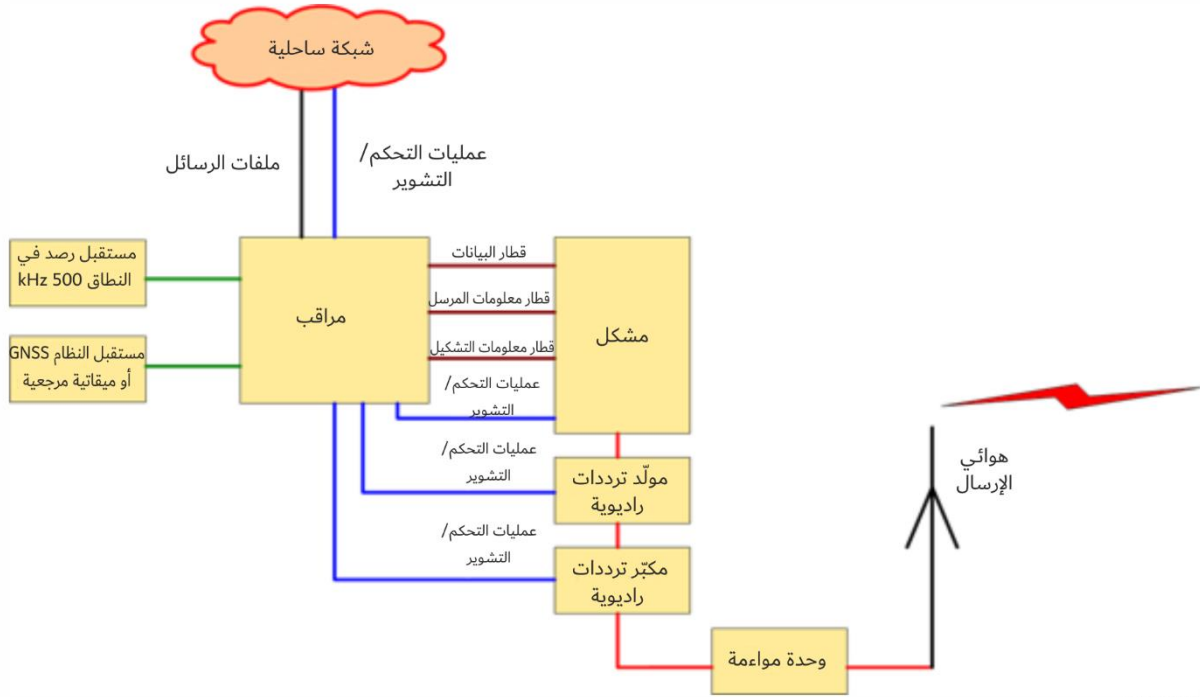 شبكة ساحلية
ملفات الرسائل
عمليات التحكم/
التشوير
مستقبل رصد في
النطاق 500 kHz
مستقبل النظام GNSS
أو ميقاتية مرجعية
مراقب
قطار البيانات
قطار معلومات المرسل
قطار معلومات التشكيل
عمليات التحكم/
التشوير
مشكل
عمليات التحكم/
التشوير
مولّد ترددات
راديوية
عمليات التحكم/
التشوير
مكبّر ترددات
راديوية
وحدة مواءمة
هوائي
الإرسال